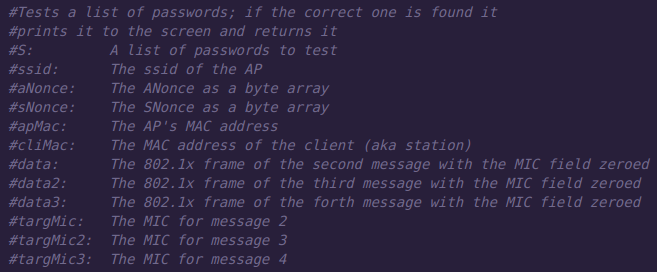 #Tests a list of passwords; if the correct one is found it
#prints it to the screen and returns it
#S: A list of passwords to test
#ssid: The ssid of the AP
#aNonce: The ANonce as a byte array
#sNonce: The SNonce as a byte array
#apMac: The AP's MAC address
#cliMac: The MAC address of the client (aka station)
#data: The 802.1x frame of the second message with the MIC field zeroed
#data2: The 802.1x frame of the third message with the MIC field zeroed
#data3: The 802.1x frame of the forth message with the MIC field zeroed
#targMic: The MIC for message 2
#targMic2: The MIC for message 3
#targMic3: The MIC for message 4